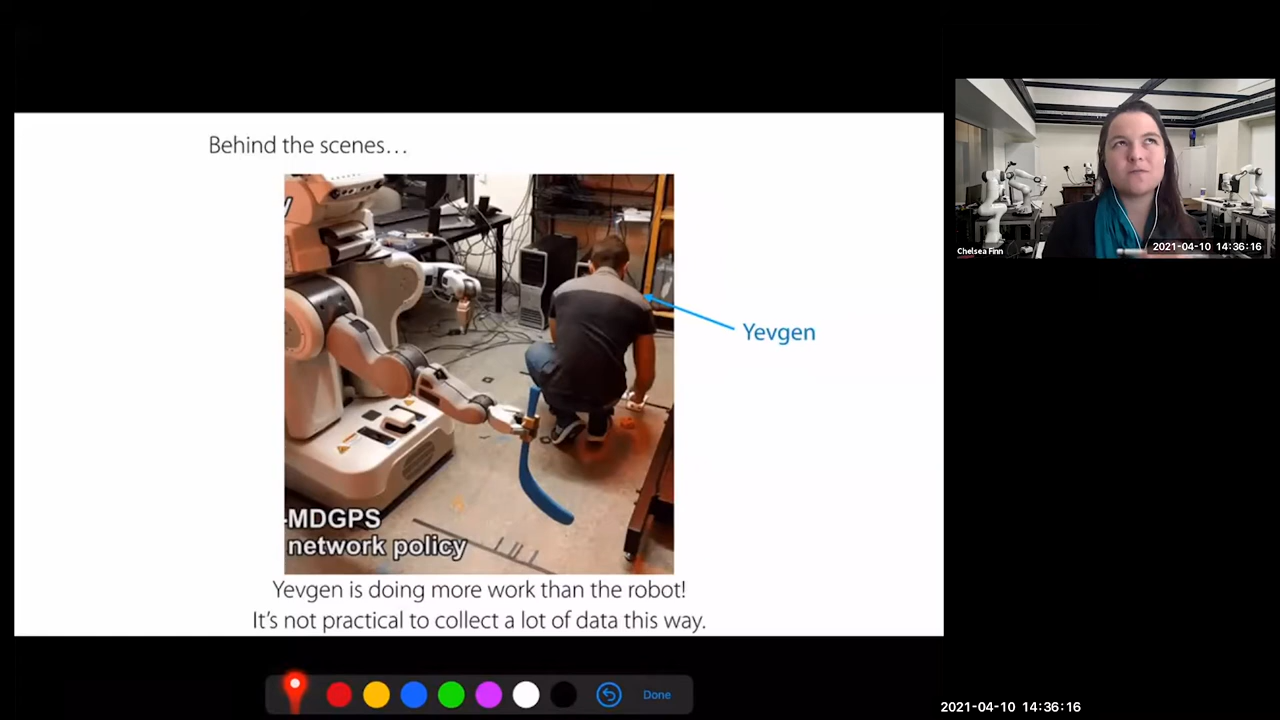 Behind the scenes…
Yevgen
-MDGPS
network policy
Yevgen is doing more work than the robot!
It's not practical to collect a lot of data this way.
Chelsea Finn
2021-04-10 14:36:16
Done
2021-04-10 14:36:16